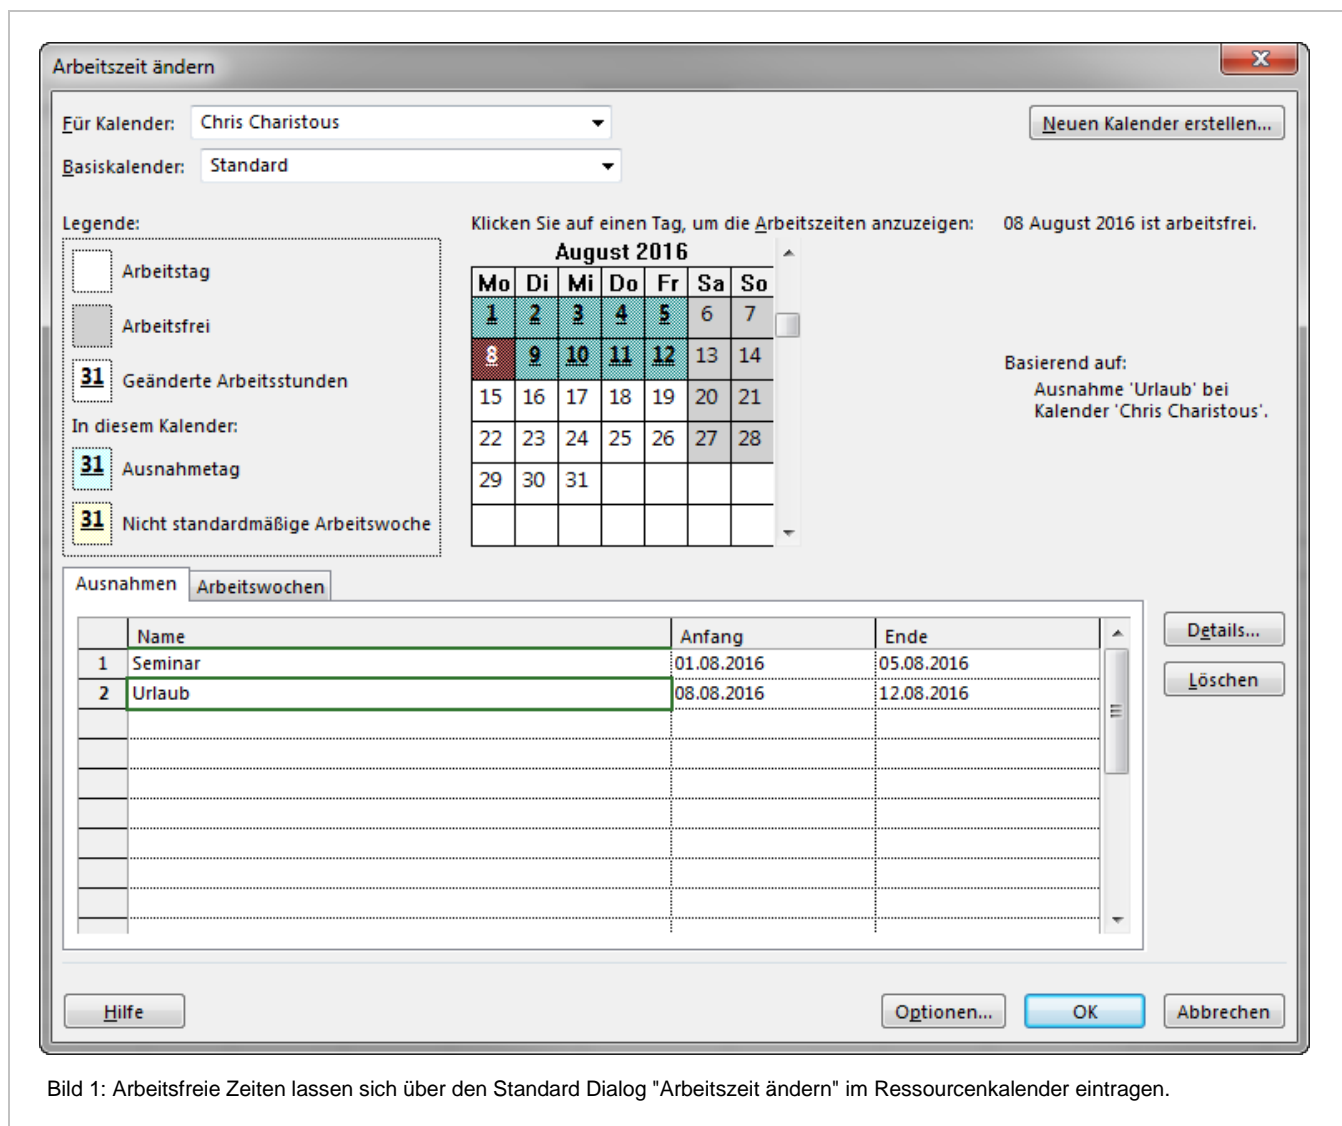 Arbeitszeit ändern
Für Kalender: Chris Charistous
Neuen Kalender erstellen...
Basiskalender: Standard
Legende:
Klicken Sie auf einen Tag, um die Arbeitszeiten anzuzeigen:
08 August 2016 ist arbeitsfrei.
Arbeitstag
Arbeitsfrei
31 Geänderte Arbeitsstunden
In diesem Kalender:
31 Ausnahmetag
31 Nicht standardmäßige Arbeitswoche
August 2016
Mo Di Mi Do Fr Sa So
1 2 3 4 5 6 7
8 9 10 11 12 13 14
15 16 17 18 19 20 21
22 23 24 25 26 27 28
29 30 31
Basierend auf:
Ausnahme 'Urlaub' bei
Kalender 'Chris Charistous'.
Ausnahmen Arbeitswochen
Name Anfang Ende
1 Seminar 01.08.2016 05.08.2016
2 Urlaub 08.08.2016 12.08.2016
Details...
Löschen
Hilfe
Optionen...
OK
Abbrechen
Bild 1: Arbeitsfreie Zeiten lassen sich über den Standard Dialog "Arbeitszeit ändern" im Ressourcenkalender eintragen.